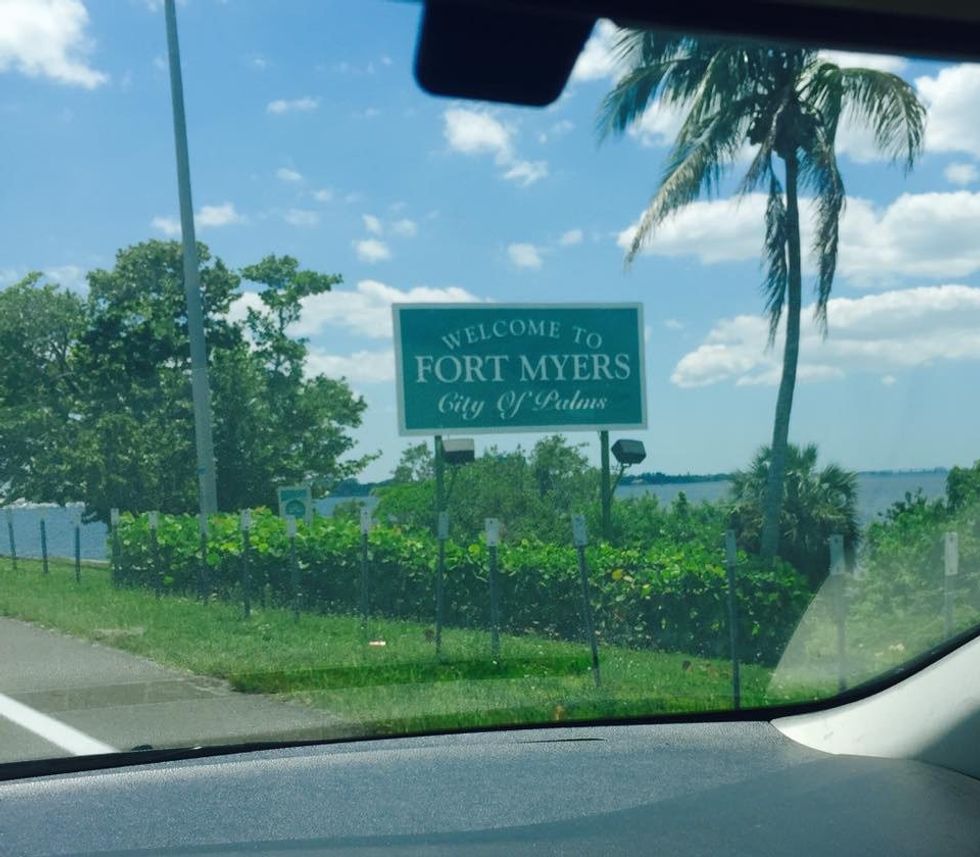 WELCOME TO
FORT MYERS
City Of Palms